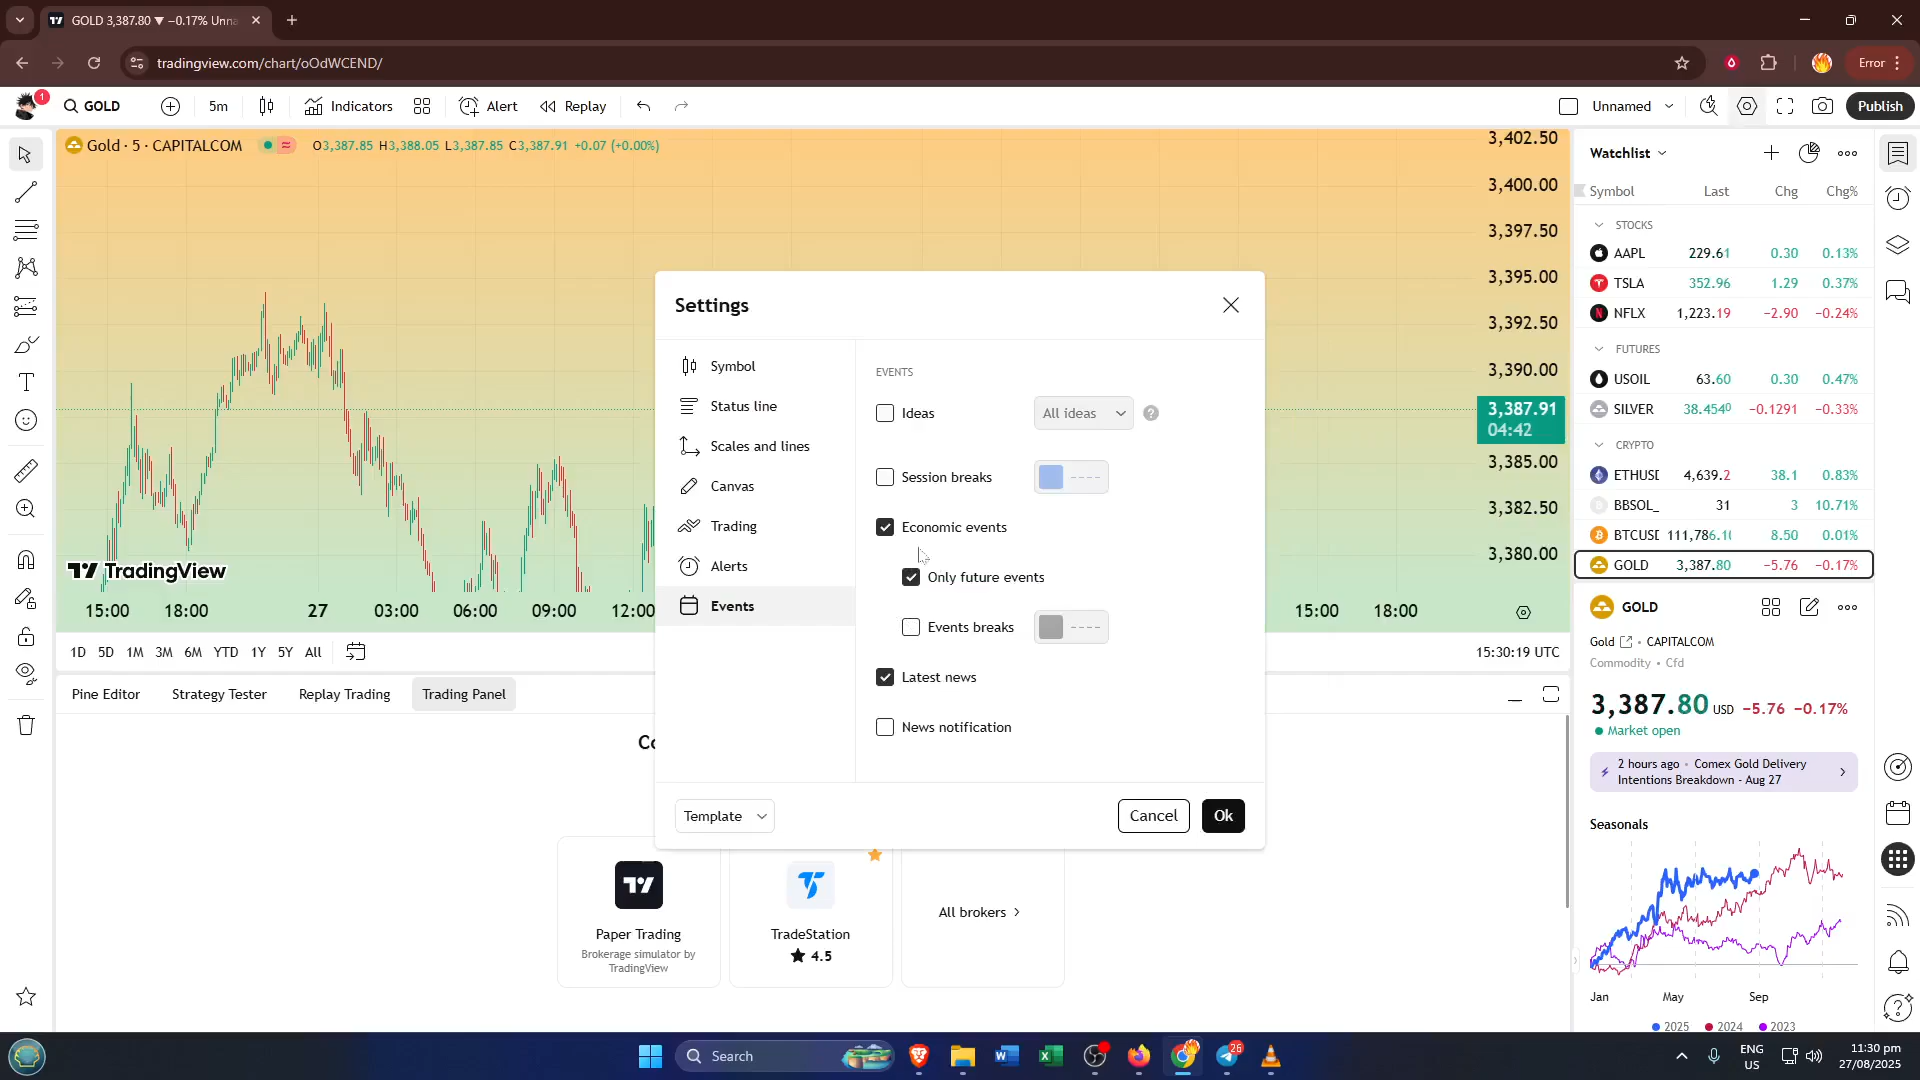 GOLD 3,387.80 ▼ −0.17% Unna
tradingview.com/chart/oOdWCEND/
Error
1
GOLD
5m
Indicators
Alert
Replay
Unnamed
Publish
Gold · 5 · CAPITALCOM
O3,387.85 H3,388.05 L3,387.85 C3,387.91 +0.07 (+0.00%)
3,402.50
3,400.00
3,397.50
3,395.00
3,392.50
3,390.00
3,387.91
04:42
3,385.00
3,382.50
3,380.00
TradingView
15:00 18:00 27 03:00 06:00 09:00 12:00 15:00 18:00
1D 5D 1M 3M 6M YTD 1Y 5Y All
15:30:19 UTC
Pine Editor
Strategy Tester
Replay Trading
Trading Panel
Settings
Symbol
Status line
Scales and lines
Canvas
Trading
Alerts
Events
EVENTS
Ideas
All ideas
Session breaks
Economic events
Only future events
Events breaks
Latest news
News notification
Template
Cancel
Ok
Paper Trading
Brokerage simulator by
TradingView
TradeStation
4.5
All brokers
Watchlist
Symbol Last Chg Chg%
STOCKS
AAPL 229.61 0.30 0.13%
TSLA 352.96 1.29 0.37%
NFLX 1,223.19 −2.90 −0.24%
FUTURES
USOIL 63.60 0.30 0.47%
SILVER 38.4540 −0.1291 −0.33%
CRYPTO
ETHUSD 4,639.2 38.1 0.83%
BBSOL_ 31 3 10.71%
BTCUSD 111,786.10 8.50 0.01%
GOLD 3,387.80 −5.76 −0.17%
GOLD
Gold · CAPITALCOM
Commodity · Cfd
3,387.80 USD −5.76 −0.17%
Market open
2 hours ago · Comex Gold Delivery
Intentions Breakdown - Aug 27
Seasonals
Jan May Sep
2025 2024 2023
Search
26
ENG
US
11:30 pm
27/08/2025